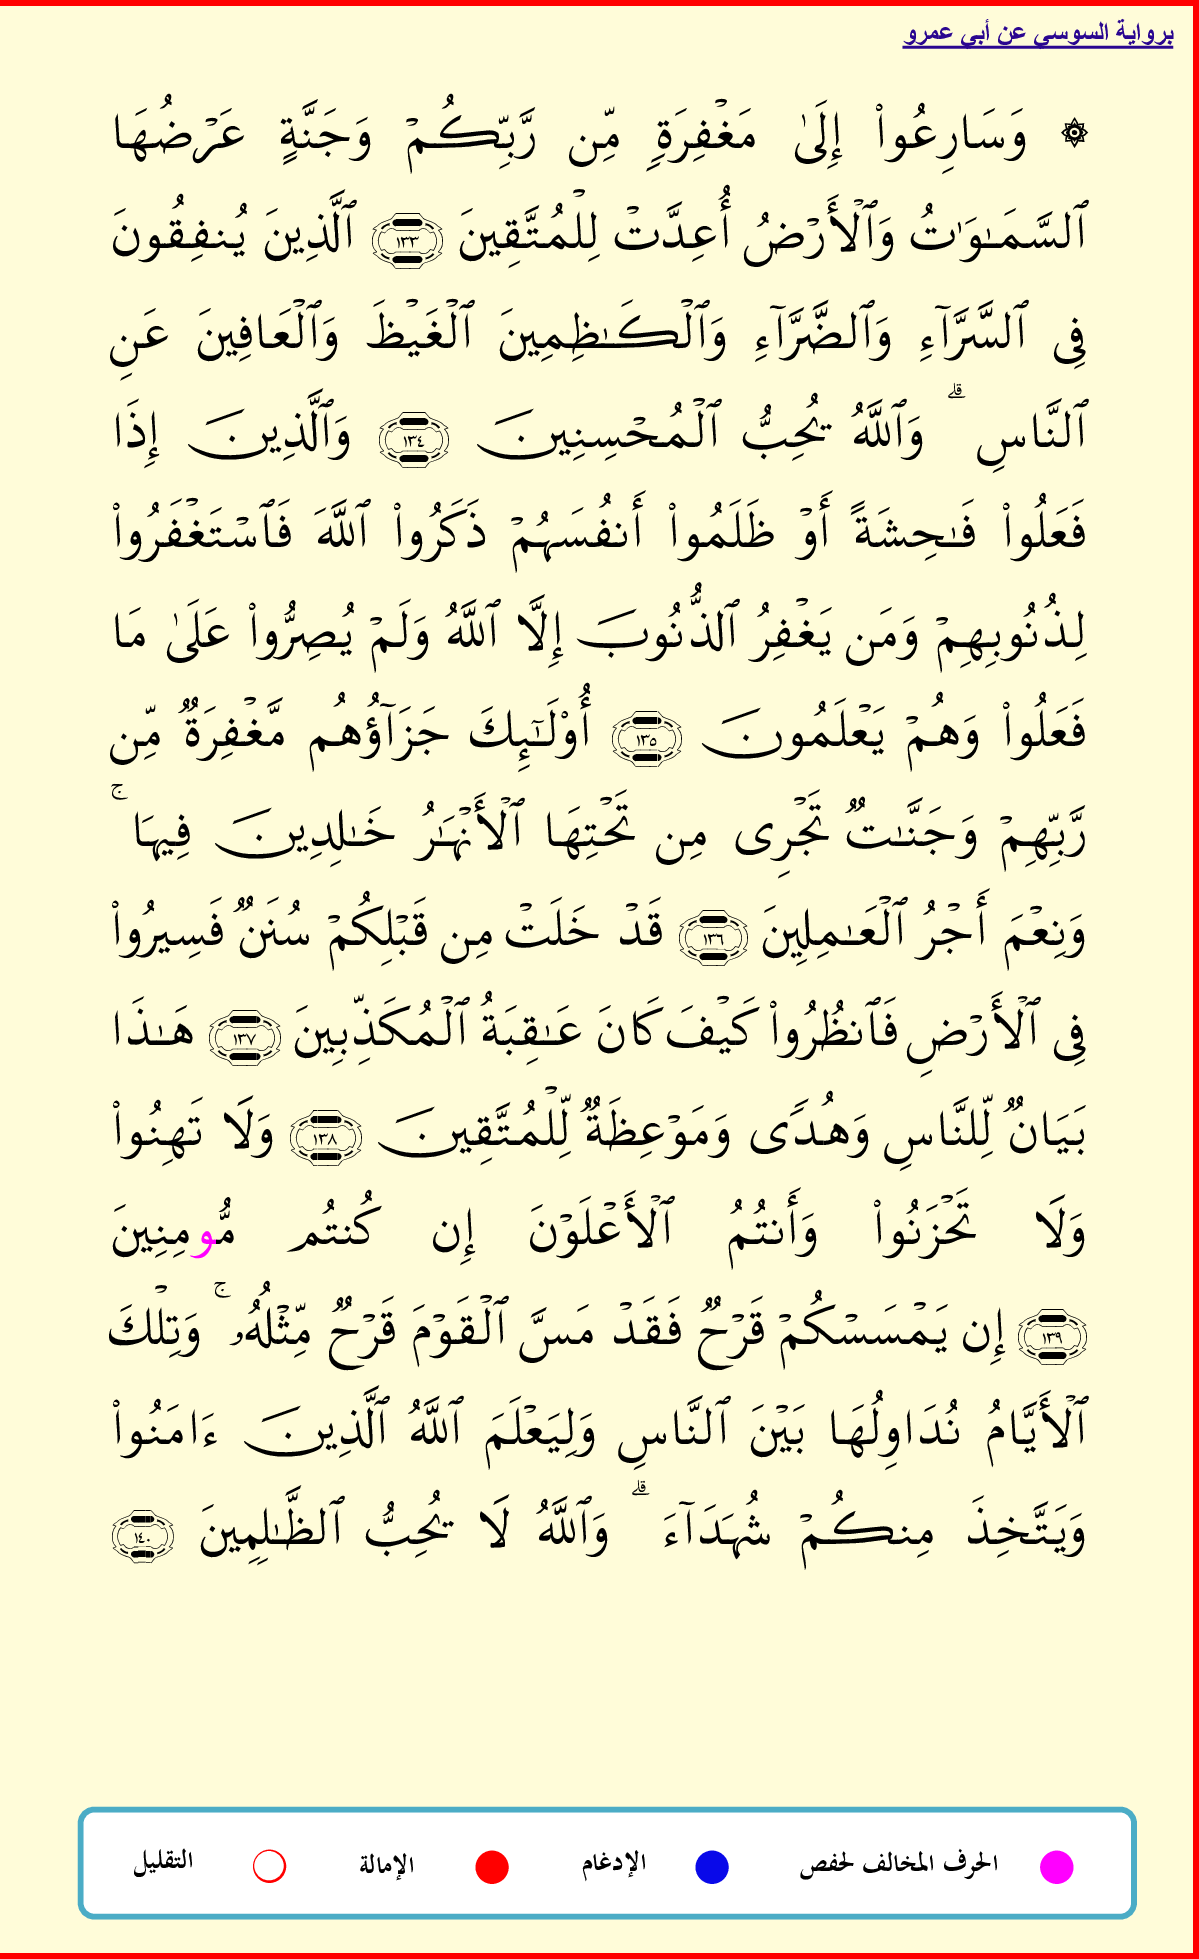 برواية السوسي عن أبي عمرو
۞ وَسَارِعُوا۟ إِلَىٰ مَغْفِرَةٍ مِّن رَّبِّكُمْ وَجَنَّةٍ عَرْضُهَا
ٱلسَّمَـٰوَٰتُ وَٱلْأَرْضُ أُعِدَّتْ لِلْمُتَّقِينَ ١٣٣ ٱلَّذِينَ يُنفِقُونَ
فِى ٱلسَّرَّآءِ وَٱلضَّرَّآءِ وَٱلْكَـٰظِمِينَ ٱلْغَيْظَ وَٱلْعَافِينَ عَنِ
ٱلنَّاسِ ۗ وَٱللَّهُ يُحِبُّ ٱلْمُحْسِنِينَ ١٣٤ وَٱلَّذِينَ إِذَا
فَعَلُوا۟ فَـٰحِشَةً أَوْ ظَلَمُوا۟ أَنفُسَهُمْ ذَكَرُوا۟ ٱللَّهَ فَٱسْتَغْفَرُوا۟
لِذُنُوبِهِمْ وَمَن يَغْفِرُ ٱلذُّنُوبَ إِلَّا ٱللَّهُ وَلَمْ يُصِرُّوا۟ عَلَىٰ مَا
فَعَلُوا۟ وَهُمْ يَعْلَمُونَ ١٣٥ أُو۟لَـٰٓئِكَ جَزَآؤُهُم مَّغْفِرَةٌ مِّن
رَّبِّهِمْ وَجَنَّـٰتٌ تَجْرِى مِن تَحْتِهَا ٱلْأَنْهَـٰرُ خَـٰلِدِينَ فِيهَا ۚ
وَنِعْمَ أَجْرُ ٱلْعَـٰمِلِينَ ١٣٦ قَدْ خَلَتْ مِن قَبْلِكُمْ سُنَنٌ فَسِيرُوا۟
فِى ٱلْأَرْضِ فَٱنظُرُوا۟ كَيْفَ كَانَ عَـٰقِبَةُ ٱلْمُكَذِّبِينَ ١٣٧ هَـٰذَا
بَيَانٌ لِّلنَّاسِ وَهُدًى وَمَوْعِظَةٌ لِّلْمُتَّقِينَ ١٣٨ وَلَا تَهِنُوا۟
وَلَا تَحْزَنُوا۟ وَأَنتُمُ ٱلْأَعْلَوْنَ إِن كُنتُم مُّومِنِينَ
١٣٩ إِن يَمْسَسْكُمْ قَرْحٌ فَقَدْ مَسَّ ٱلْقَوْمَ قَرْحٌ مِّثْلُهُۥ ۚ وَتِلْكَ
ٱلْأَيَّامُ نُدَاوِلُهَا بَيْنَ ٱلنَّاسِ وَلِيَعْلَمَ ٱللَّهُ ٱلَّذِينَ ءَامَنُوا۟
وَيَتَّخِذَ مِنكُمْ شُهَدَآءَ ۗ وَٱللَّهُ لَا يُحِبُّ ٱلظَّـٰلِمِينَ ١٤٠
الحرف المخالف لحفص الإدغام الإمالة التقليل